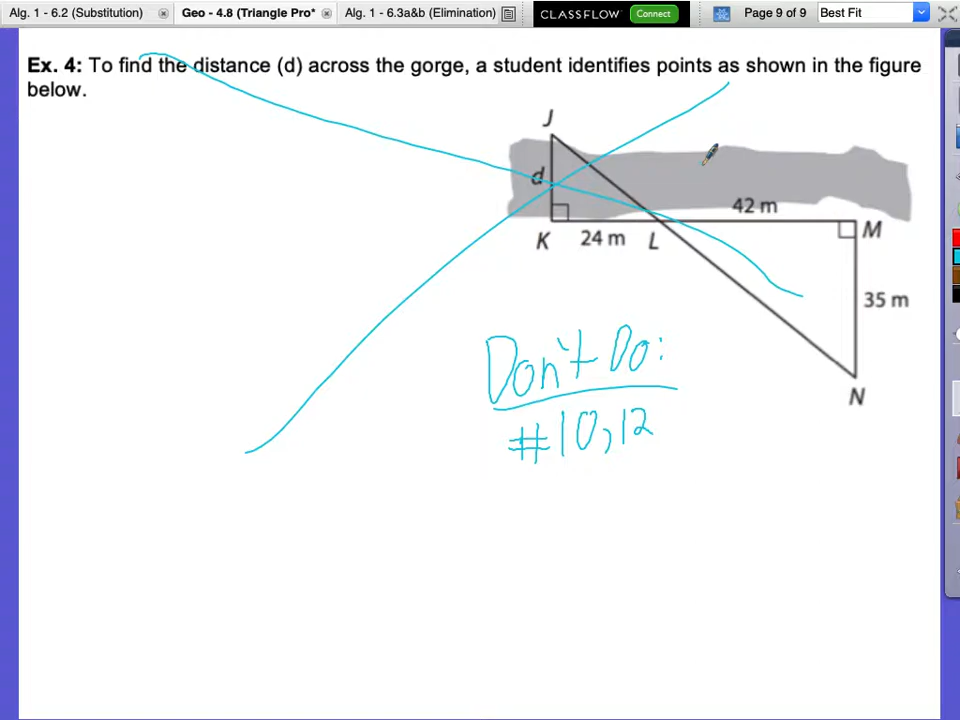 Alg. 1 - 6.2 (Substitution) Geo - 4.8 (Triangle Pro* Alg. 1 - 6.3a&b (Elimination) CLASSFLOW Connect Page 9 of 9 Best Fit
Ex. 4: To find the distance (d) across the gorge, a student identifies points as shown in the figure
below.
J
d
42 m
K 24 m L M
35 m
N
Don't Do:
#10,12